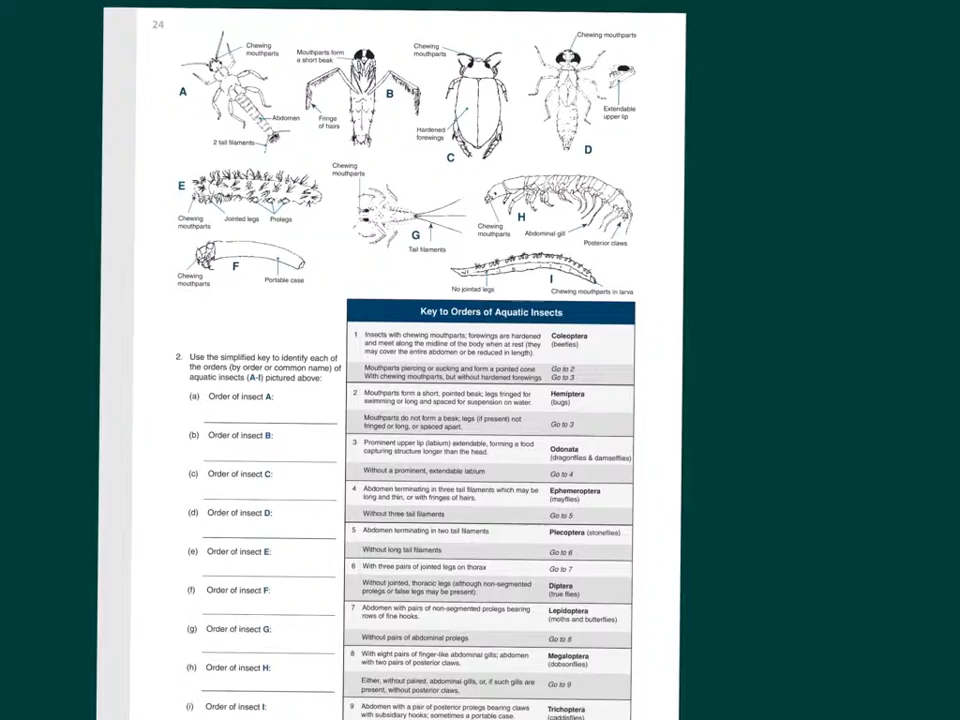 24
Chewing
mouthparts
A
Abdomen
2 tail filaments
Mouthparts form
a short beak
B
Fringe
of hairs
Chewing
mouthparts
Hardened
forewings
C
Chewing mouthparts
Extendable
upper lip
D
E
Chewing
mouthparts
Jointed legs
Prolegs
Chewing
mouthparts
G
Tail filaments
H
Chewing
mouthparts
Abdominal gill
Posterior claws
F
Chewing
mouthparts
Portable case
I
No jointed legs
Chewing mouthparts in larva
2. Use the simplified key to identify each of
the orders (by order or common name) of
aquatic insects (A-I) pictured above:
(a) Order of insect A:
(b) Order of insect B:
(c) Order of insect C:
(d) Order of insect D:
(e) Order of insect E:
(f) Order of insect F:
(g) Order of insect G:
(h) Order of insect H:
(i) Order of insect I:
Key to Orders of Aquatic Insects
1 Insects with chewing mouthparts; forewings are hardened
and meet along the midline of the body when at rest (they
may cover the entire abdomen or be reduced in length).
Coleoptera
(beetles)
Mouthparts piercing or sucking and form a pointed cone Go to 2
With chewing mouthparts, but without hardened forewings Go to 3
2 Mouthparts form a short, pointed beak; legs fringed for
swimming or long and spaced for suspension on water.
Hemiptera
(bugs)
Mouthparts do not form a beak; legs (if present) not
fringed or long, or spaced apart.
Go to 3
3 Prominent upper lip (labium) extendable, forming a food
capturing structure longer than the head.
Odonata
(dragonflies & damselflies)
Without a prominent, extendable labium Go to 4
4 Abdomen terminating in three tail filaments which may be
long and thin, or with fringes of hairs.
Ephemeroptera
(mayflies)
Without three tail filaments Go to 5
5 Abdomen terminating in two tail filaments Plecoptera (stoneflies)
Without long tail filaments Go to 6
6 With three pairs of jointed legs on thorax Go to 7
Without jointed, thoracic legs (although non-segmented
prolegs or false legs may be present).
Diptera
(true flies)
7 Abdomen with pairs of non-segmented prolegs bearing
rows of fine hooks.
Lepidoptera
(moths and butterflies)
Without pairs of abdominal prolegs Go to 8
8 With eight pairs of finger-like abdominal gills; abdomen
with two pairs of posterior claws.
Megaloptera
(dobsonflies)
Either, without paired, abdominal gills, or, if such gills are
present, without posterior claws.
Go to 9
9 Abdomen with a pair of posterior prolegs bearing claws
with subsidiary hooks; sometimes a portable case.
Trichoptera
(caddisflies)